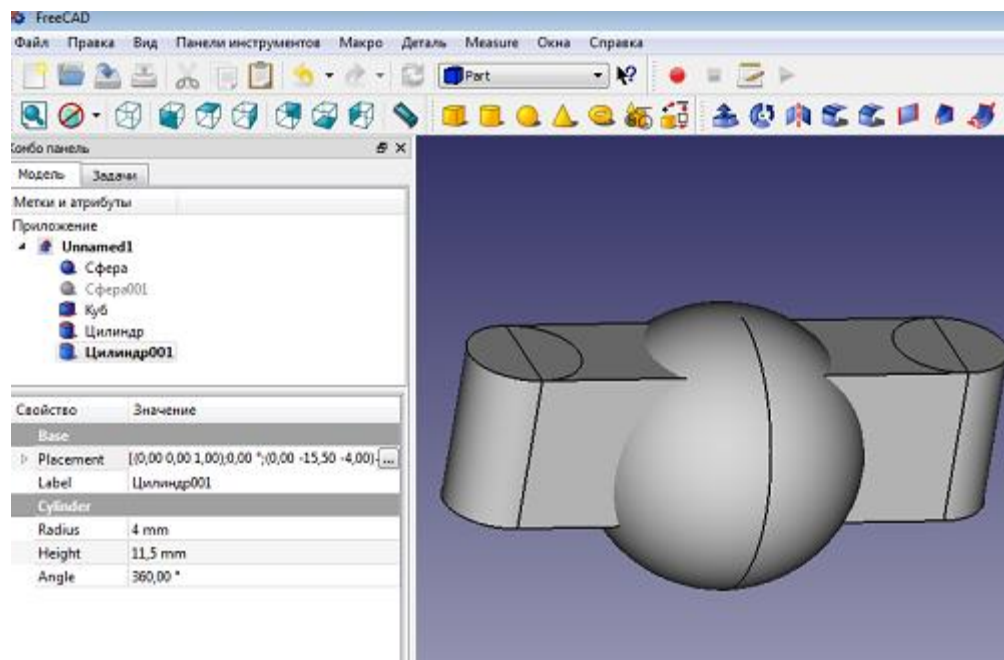 FreeCAD
Файл Правка Вид Панели инструментов Макро Деталь Measure Окна Справка
Part
Комбо панель
Модель Задачи
Метки и атрибуты
Приложение
Unnamed1
Сфера
Сфера001
Куб
Цилиндр
Цилиндр001
Свойство Значение
Base
Placement [(0,00 0,00 1,00);0,00 °;(0,00 -15,50 -4,00)] ...
Label Цилиндр001
Cylinder
Radius 4 mm
Height 11,5 mm
Angle 360,00 °